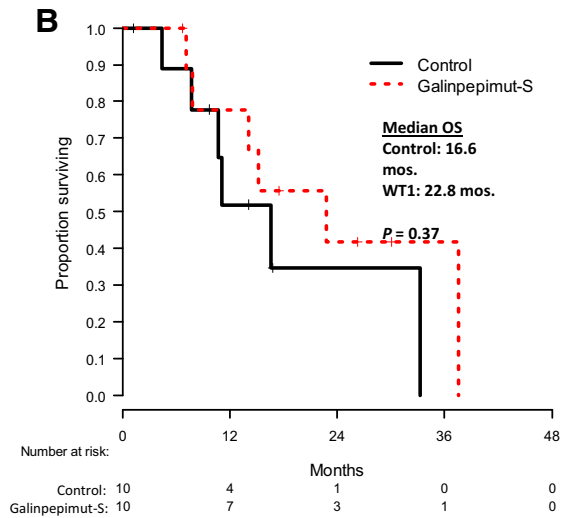 B
1.0
0.9
0.8
0.7
0.6
0.5
0.4
0.3
0.2
0.1
0.0
Proportion surviving
Control
Galinpepimut-S
Median OS
Control: 16.6
mos.
WT1: 22.8 mos.
P = 0.37
0 12 24 36 48
Number at risk:
Months
Control: 10 4 1 0 0
Galinpepimut-S: 10 7 3 1 0